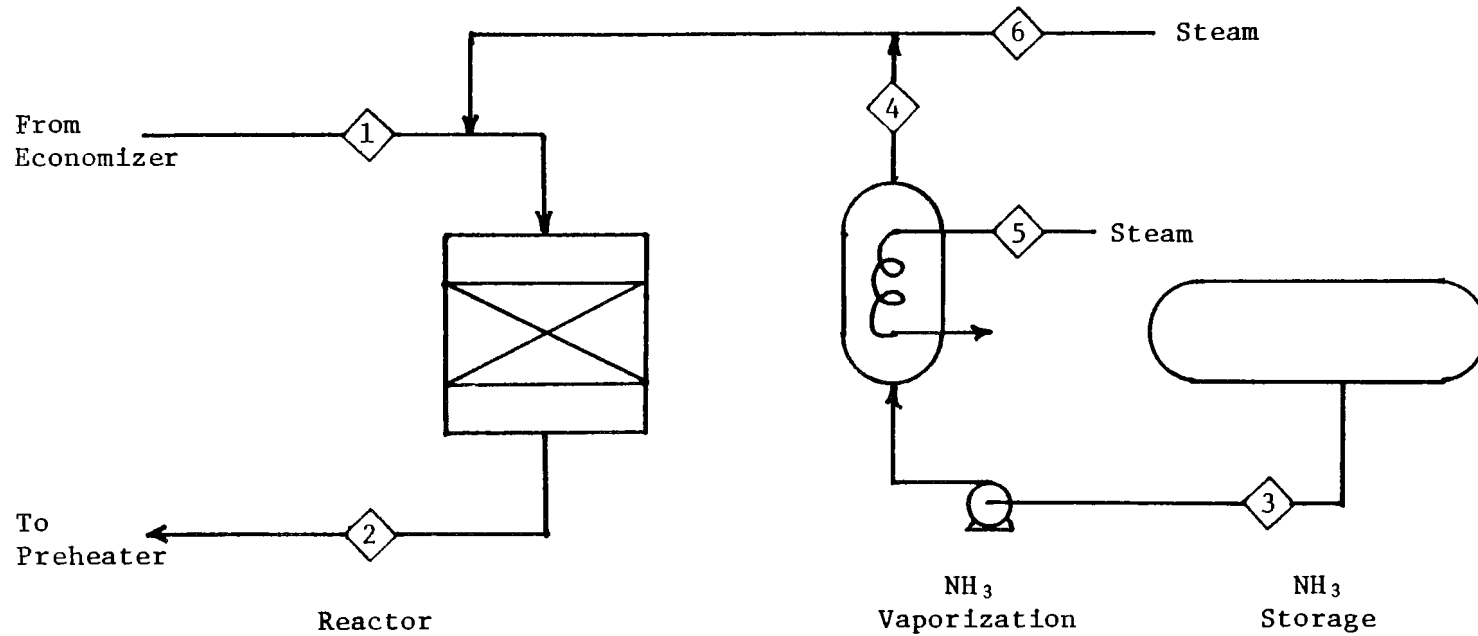 6
Steam
4
From
Economizer
1
5
Steam
3
To
Preheater
2
NH₃
Vaporization
NH₃
Storage
Reactor